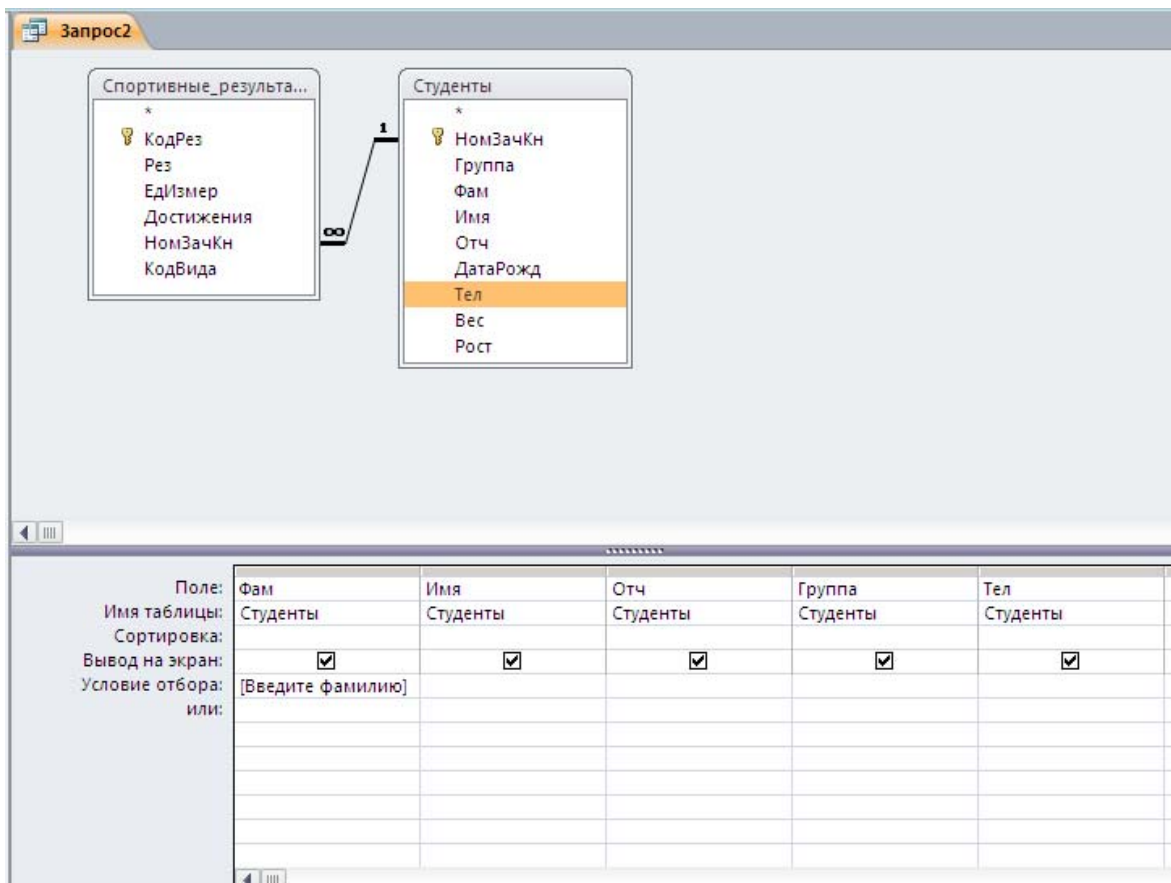 Запрос2
Спортивные_результа...
*
КодРез
Рез
ЕдИзмер
Достижения
НомЗачКн
КодВида
1
∞
Студенты
*
НомЗачКн
Группа
Фам
Имя
Отч
ДатаРожд
Тел
Вес
Рост
Поле: Фам Имя Отч Группа Тел
Имя таблицы: Студенты Студенты Студенты Студенты Студенты
Сортировка:
Вывод на экран:
Условие отбора: [Введите фамилию]
или: